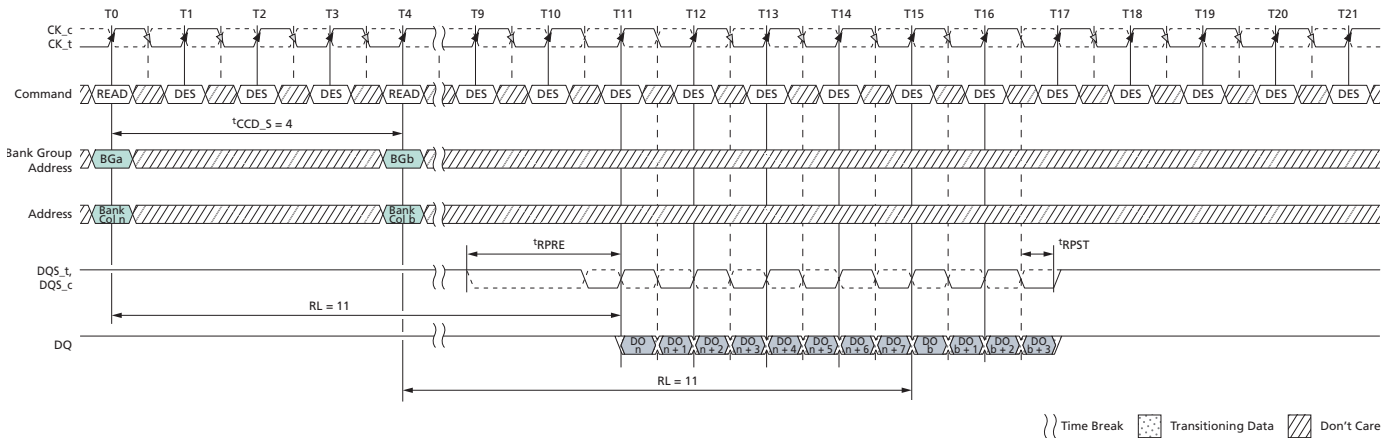 T0 T1 T2 T3 T4 T9 T10 T11 T12 T13 T14 T15 T16 T17 T18 T19 T20 T21
CK_c
CK_t
Command READ DES DES DES READ DES DES DES DES DES DES DES DES DES DES DES DES DES
tCCD_S = 4
Bank Group
Address
BGa BGb
Address
Bank
Col n
Bank
Col b
tRPRE tRPST
DQS_t,
DQS_c
RL = 11
DQ
DO
n
DO
n + 1
DO
n + 2
DO
n + 3
DO
n + 4
DO
n + 5
DO
n + 6
DO
n + 7
DO
b
DO
b + 1
DO
b + 2
DO
b + 3
RL = 11
Time Break Transitioning Data Don't Care